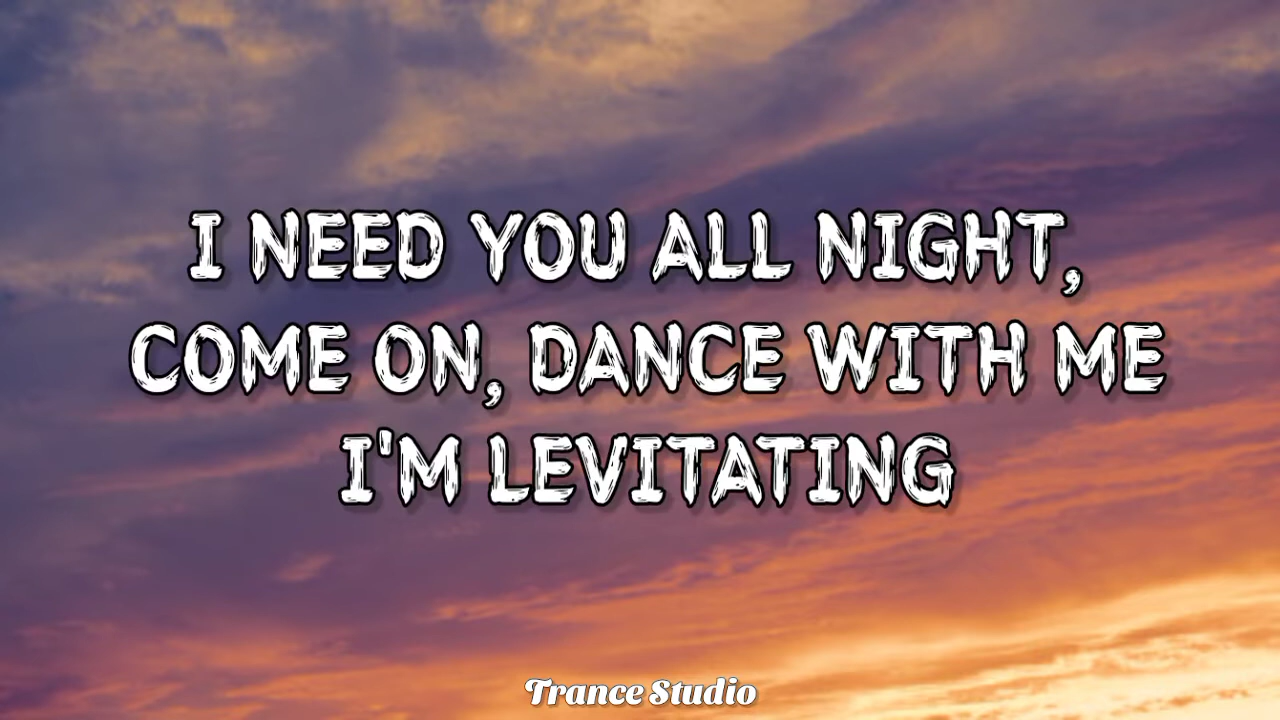 I NEED YOU ALL NIGHT,
COME ON, DANCE WITH ME
I'M LEVITATING
Trance Studio